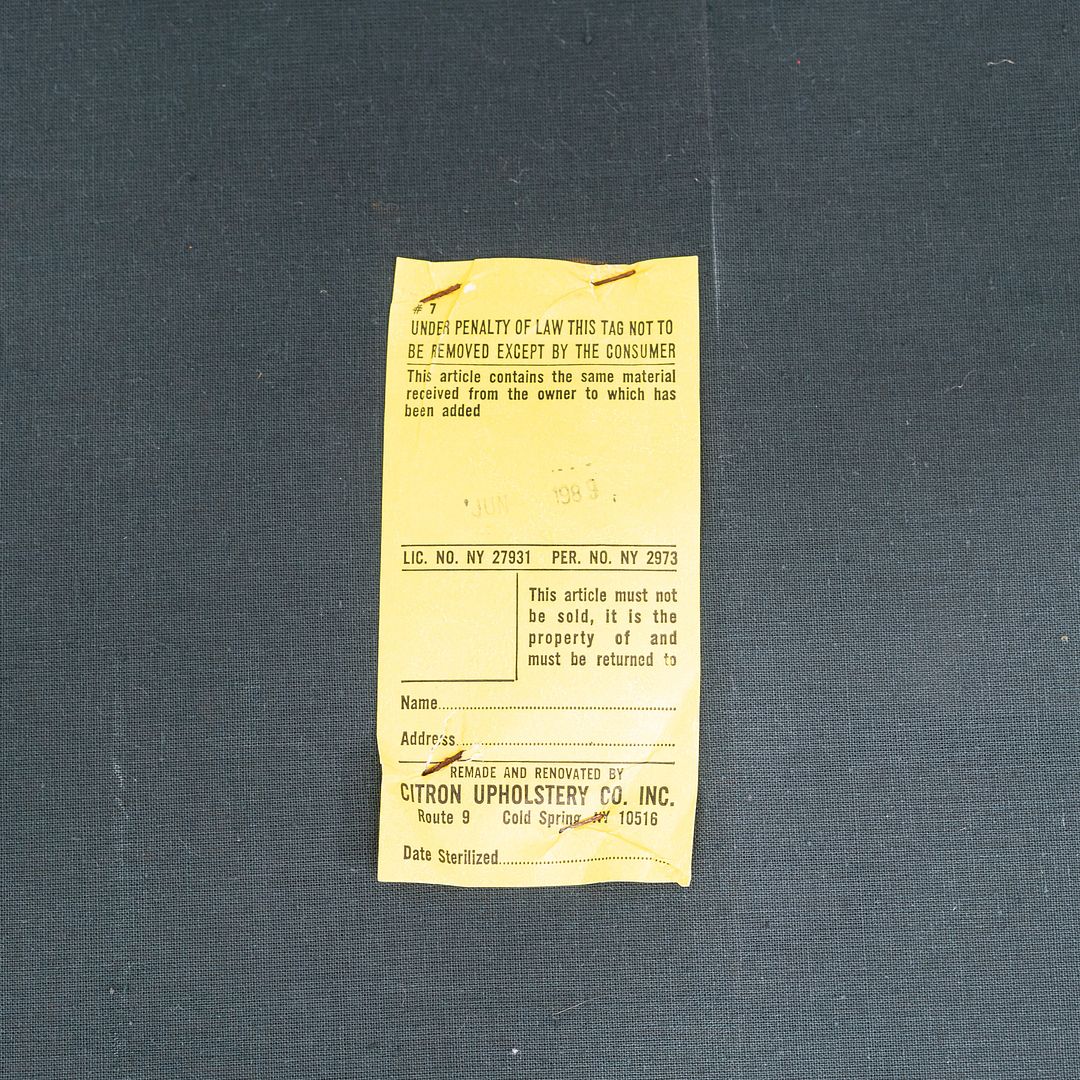 # 7
UNDER PENALTY OF LAW THIS TAG NOT TO
BE REMOVED EXCEPT BY THE CONSUMER
This article contains the same material
received from the owner to which has
been added
JUN 1989
LIC. NO. NY 27931 PER. NO. NY 2973
This article must not
be sold, it is the
property of and
must be returned to
Name
Address
REMADE AND RENOVATED BY
CITRON UPHOLSTERY CO. INC.
Route 9 Cold Spring NY 10516
Date Sterilized